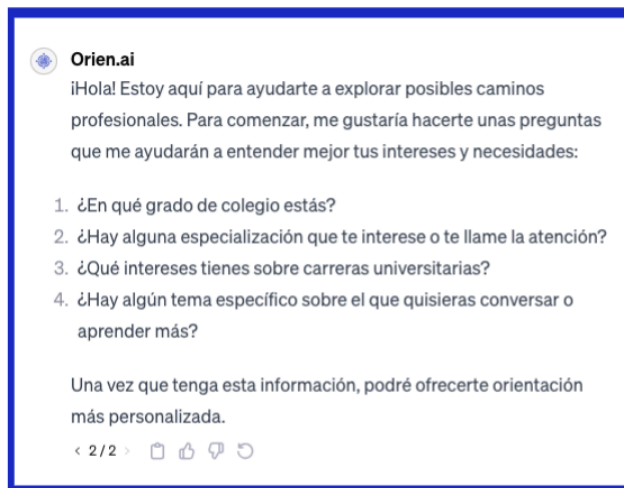 Orien.ai
¡Hola! Estoy aquí para ayudarte a explorar posibles caminos
profesionales. Para comenzar, me gustaría hacerte unas preguntas
que me ayudarán a entender mejor tus intereses y necesidades:
1. ¿En qué grado de colegio estás?
2. ¿Hay alguna especialización que te interese o te llame la atención?
3. ¿Qué intereses tienes sobre carreras universitarias?
4. ¿Hay algún tema específico sobre el que quisieras conversar o
aprender más?
Una vez que tenga esta información, podré ofrecerte orientación
más personalizada.
< 2/2 >